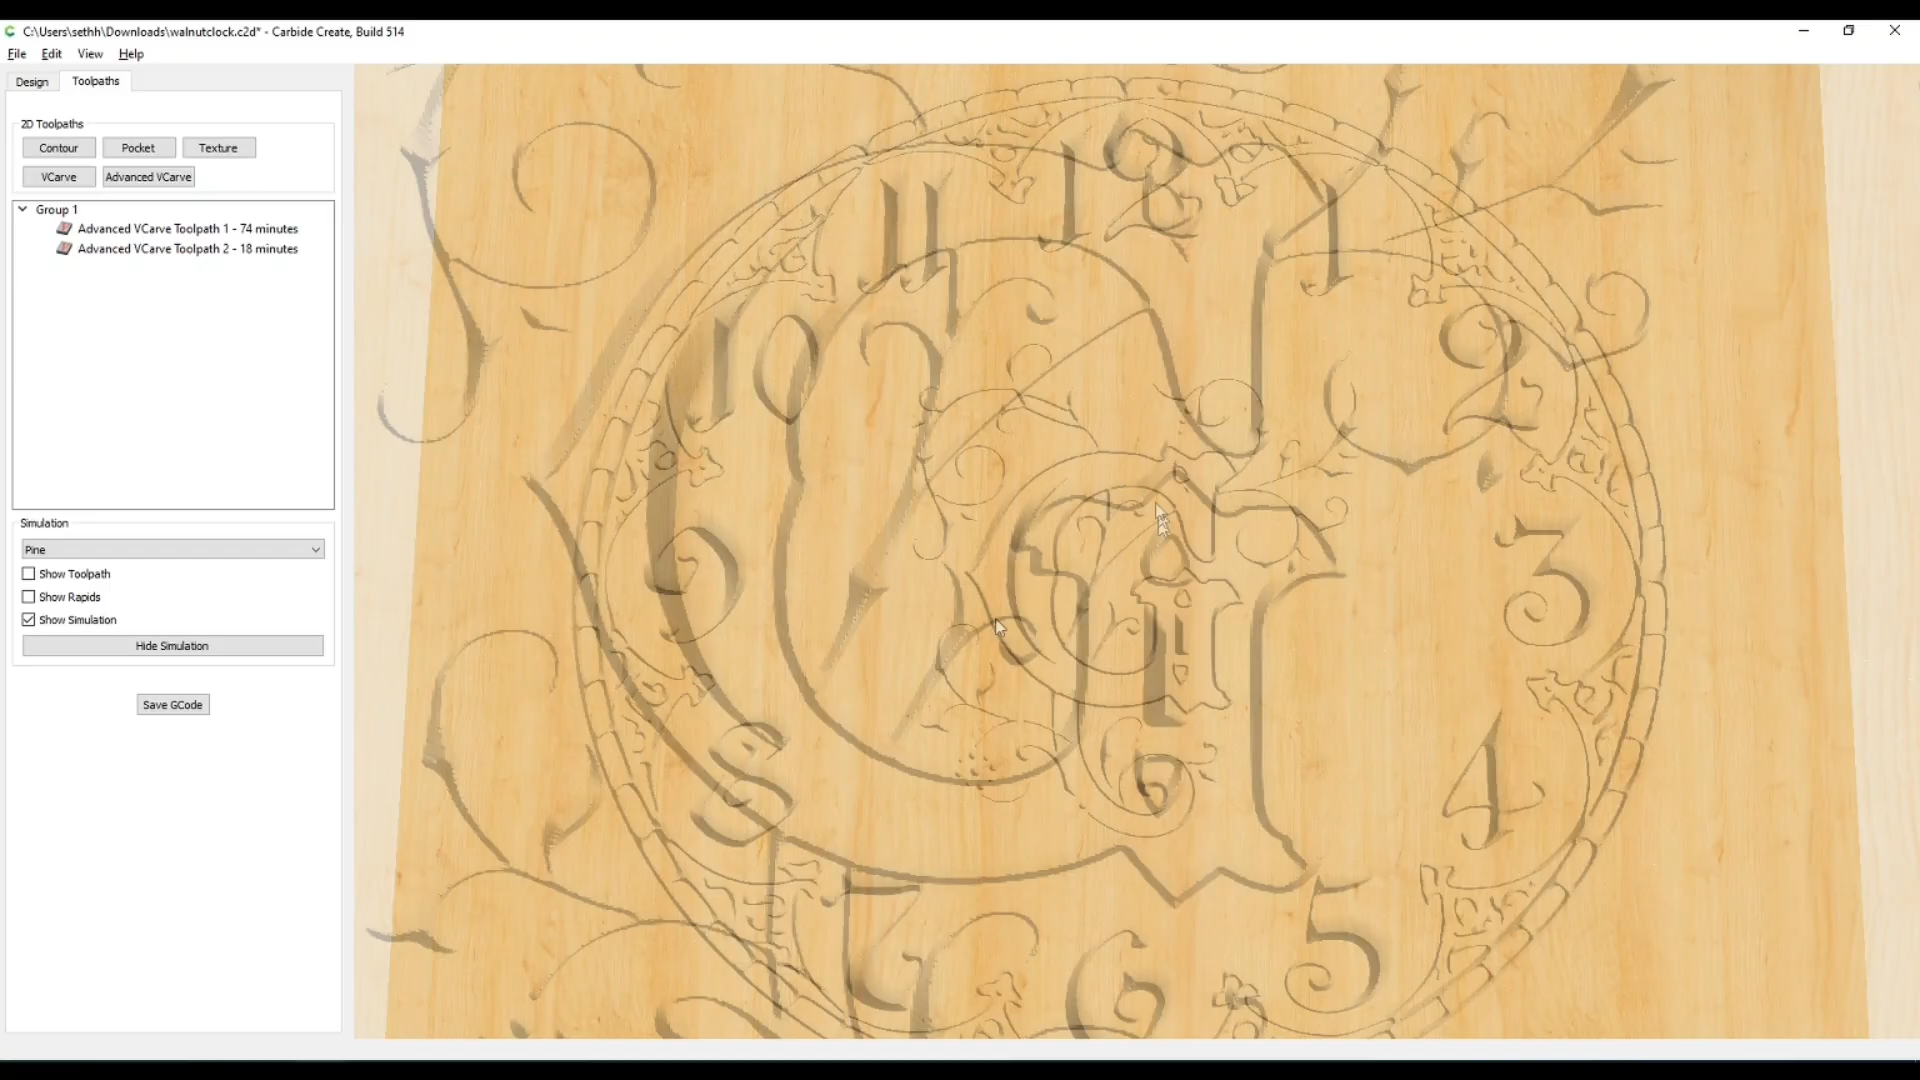 C:\Users\sethh\Downloads\walnutclock.c2d* - Carbide Create, Build 514
File Edit View Help
Design Toolpaths
2D Toolpaths
Contour Pocket Texture
VCarve Advanced VCarve
Group 1
Advanced VCarve Toolpath 1 - 74 minutes
Advanced VCarve Toolpath 2 - 18 minutes
Simulation
Pine
Show Toolpath
Show Rapids
Show Simulation
Hide Simulation
Save GCode
12
11
1
10
2
9
3
G
8
4
7
5
6